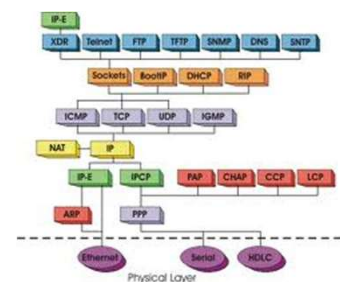 IP-E
XDR Telnet FTP TFTP SNMP DNS SNTP
Sockets BootP DHCP RIP
ICMP TCP UDP IGMP
NAT IP
IP-E IPCP PAP CHAP CCP LCP
ARP PPP
Ethernet Serial HDLC
Physical Layer